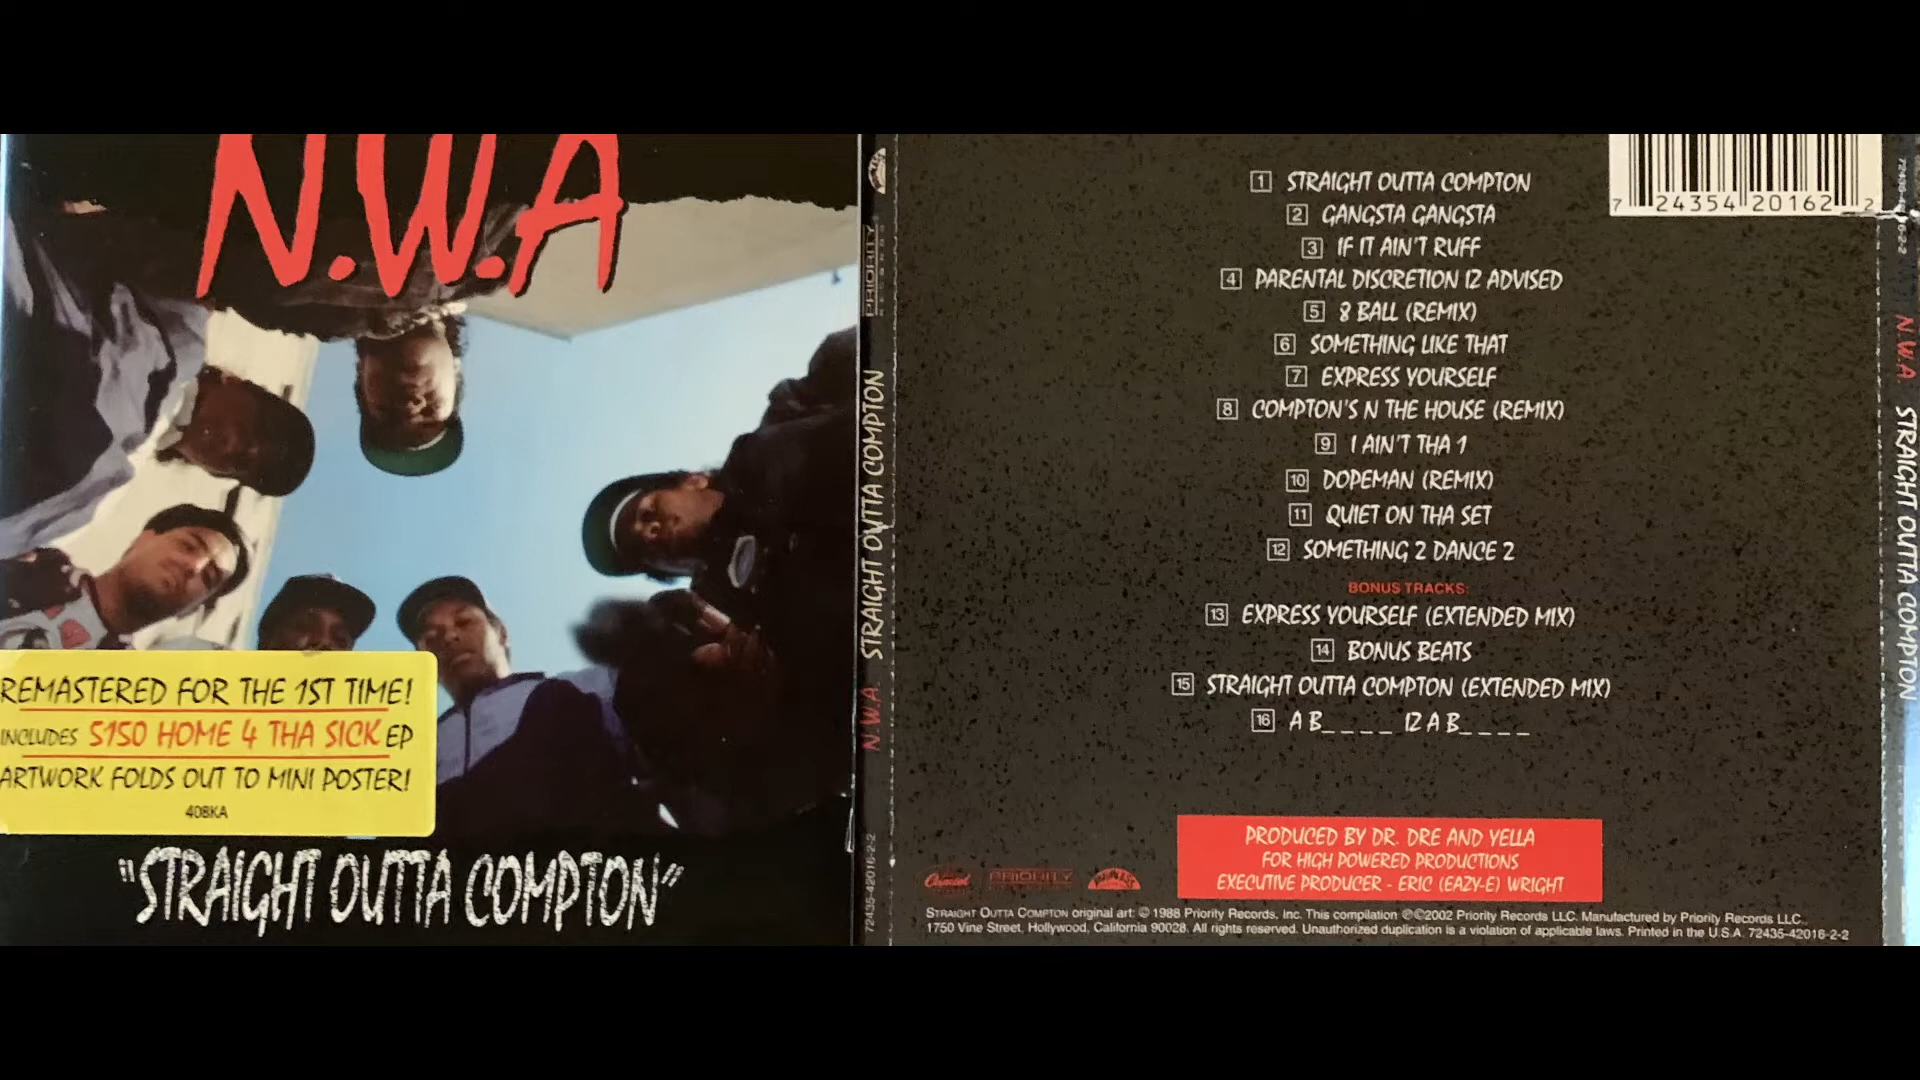 N.W.A
REMASTERED FOR THE 1ST TIME!
INCLUDES 5150 HOME 4 THA SICK EP
ARTWORK FOLDS OUT TO MINI POSTER!
408KA
"STRAIGHT OUTTA COMPTON"
PRIORITY
RECORDS
N.W.A. STRAIGHT OUTTA COMPTON
72435-42016-2-2
1 STRAIGHT OUTTA COMPTON
2 GANGSTA GANGSTA
3 IF IT AIN'T RUFF
4 PARENTAL DISCRETION IZ ADVISED
5 8 BALL (REMIX)
6 SOMETHING LIKE THAT
7 EXPRESS YOURSELF
8 COMPTON'S N THE HOUSE (REMIX)
9 I AIN'T THA 1
10 DOPEMAN (REMIX)
11 QUIET ON THA SET
12 SOMETHING 2 DANCE 2
BONUS TRACKS:
13 EXPRESS YOURSELF (EXTENDED MIX)
14 BONUS BEATS
15 STRAIGHT OUTTA COMPTON (EXTENDED MIX)
16 A B_ _ _ _ IZ A B_ _ _ _
7 24354 20162 2
PRODUCED BY DR. DRE AND YELLA
FOR HIGH POWERED PRODUCTIONS
EXECUTIVE PRODUCER - ERIC (EAZY-E) WRIGHT
Capitol
PRIORITY
STRAIGHT OUTTA COMPTON original art: © 1988 Priority Records, Inc. This compilation ℗©2002 Priority Records LLC. Manufactured by Priority Records LLC.,
1750 Vine Street, Hollywood, California 90028. All rights reserved. Unauthorized duplication is a violation of applicable laws. Printed in the U.S.A. 72435-42016-2-2
N.W.A. STRAIGHT OUTTA COMPTON